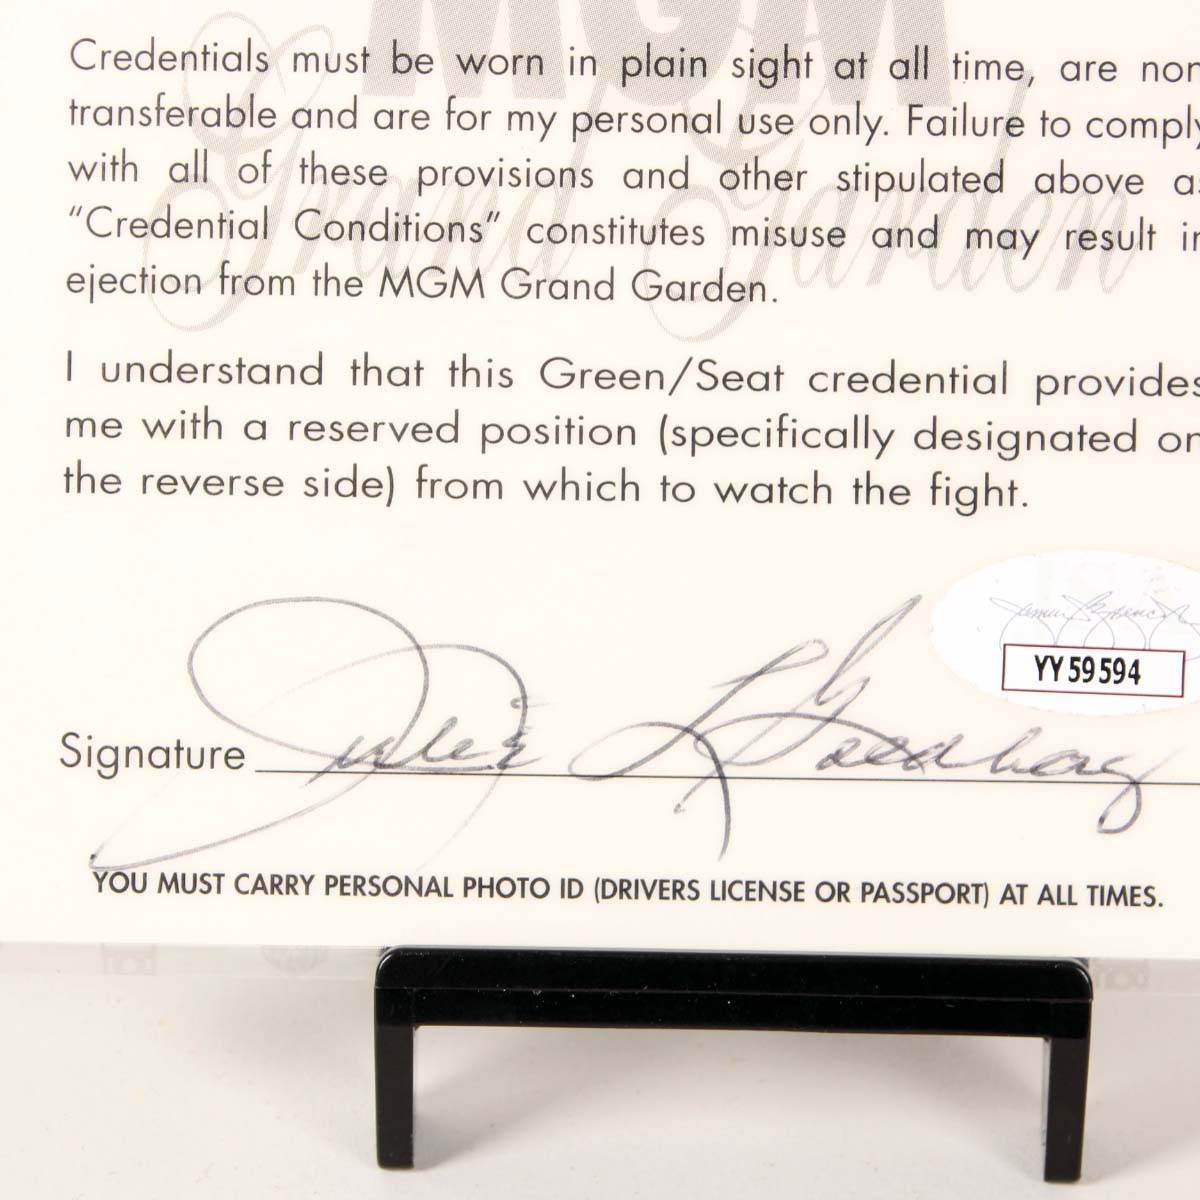 MGM
Grand Garden
Credentials must be worn in plain sight at all time, are non
transferable and are for my personal use only. Failure to comply
with all of these provisions and other stipulated above as
“Credential Conditions” constitutes misuse and may result in
ejection from the MGM Grand Garden.
I understand that this Green/Seat credential provides
me with a reserved position (specifically designated on
the reverse side) from which to watch the fight.
YY59594
Signature
YOU MUST CARRY PERSONAL PHOTO ID (DRIVERS LICENSE OR PASSPORT) AT ALL TIMES.